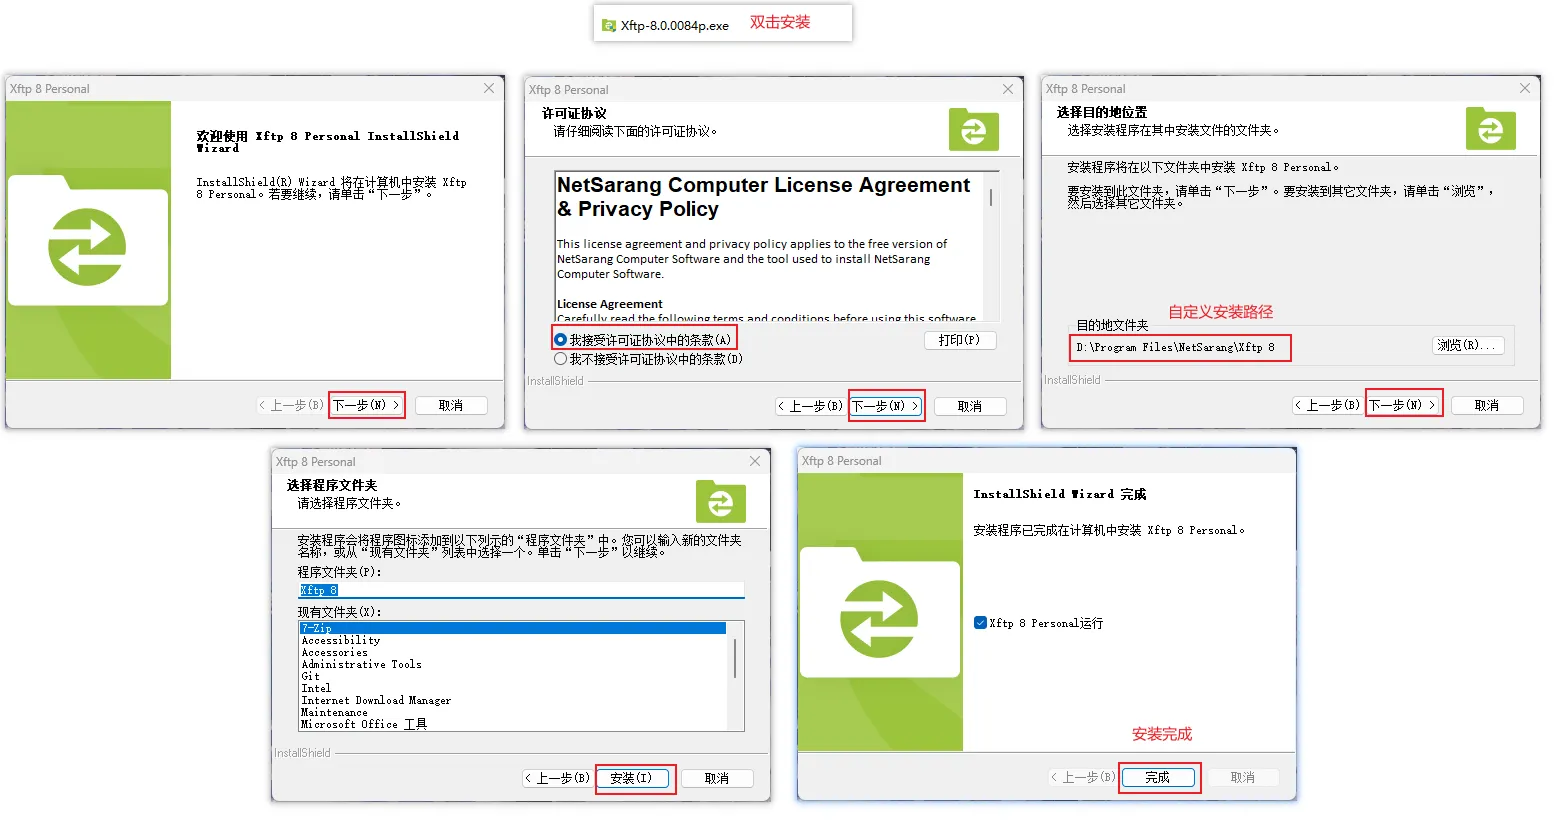 Xftp-8.0.0084p.exe 双击安装
Xftp 8 Personal
欢迎使用 Xftp 8 Personal InstallShield
Wizard
InstallShield(R) Wizard 将在计算机中安装 Xftp
8 Personal。若要继续，请单击“下一步”。
< 上一步(B) 下一步(N) > 取消
Xftp 8 Personal
许可证协议
请仔细阅读下面的许可证协议。
NetSarang Computer License Agreement
& Privacy Policy
This license agreement and privacy policy applies to the free version of
NetSarang Computer Software and the tool used to install NetSarang
Computer Software.
License Agreement
Carefully read the following terms and conditions before using this software.
我接受许可证协议中的条款(A)
打印(P)
我不接受许可证协议中的条款(D)
InstallShield
< 上一步(B) 下一步(N) > 取消
Xftp 8 Personal
选择目的地位置
选择安装程序在其中安装文件的文件夹。
安装程序将在以下文件夹中安装 Xftp 8 Personal。
要安装到此文件夹，请单击“下一步”。要安装到其它文件夹，请单击“浏览”，
然后选择其它文件夹。
自定义安装路径
目的地文件夹
D:\Program Files\NetSarang\Xftp 8
浏览(R)...
InstallShield
< 上一步(B) 下一步(N) > 取消
Xftp 8 Personal
选择程序文件夹
请选择程序文件夹。
安装程序会将程序图标添加到以下列示的“程序文件夹”中。您可以输入新的文件夹
名称，或从“现有文件夹”列表中选择一个。单击“下一步”以继续。
程序文件夹(P):
Xftp 8
现有文件夹(X):
7-Zip
Accessibility
Accessories
Administrative Tools
Git
Intel
Internet Download Manager
Maintenance
Microsoft Office 工具
InstallShield
< 上一步(B) 安装(I) 取消
Xftp 8 Personal
InstallShield Wizard 完成
安装程序已完成在计算机中安装 Xftp 8 Personal。
Xftp 8 Personal运行
安装完成
< 上一步(B) 完成 取消